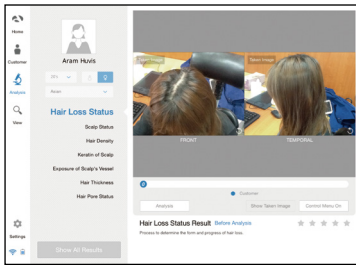 Home
Customer
Analysis
View
Settings
Aram Huvis
Hair Loss Status
Scalp Status
Hair Density
Keratin of Scalp
Exposure of Scalp's Vessel
Hair Thickness
Hair Pore Status
Show All Results
Taken Image
Taken Image
FRONT
TEMPORAL
Customer
Analysis
Show Taken Image
Control Menu On
Hair Loss Status Result Before Analysis
Process to determine the form and progress of hair loss.